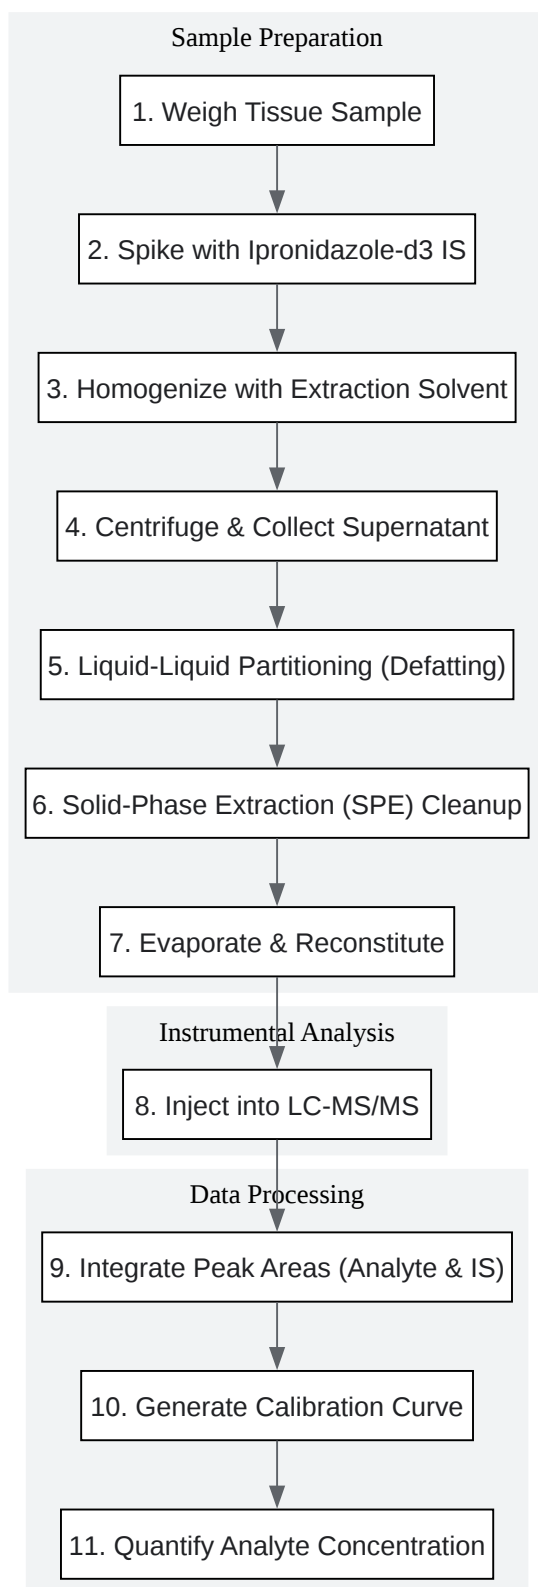 Sample Preparation
1. Weigh Tissue Sample
2. Spike with Ipronidazole-d3 IS
3. Homogenize with Extraction Solvent
4. Centrifuge & Collect Supernatant
5. Liquid-Liquid Partitioning (Defatting)
6. Solid-Phase Extraction (SPE) Cleanup
7. Evaporate & Reconstitute
Instrumental Analysis
8. Inject into LC-MS/MS
Data Processing
9. Integrate Peak Areas (Analyte & IS)
10. Generate Calibration Curve
11. Quantify Analyte Concentration